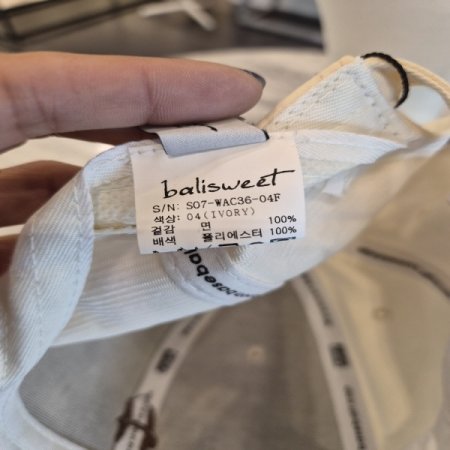 balisweet
S/N: S07-WAC36-04F
색상: 04(IVORY)
겉감 면 100%
배색 폴리에스터 100%